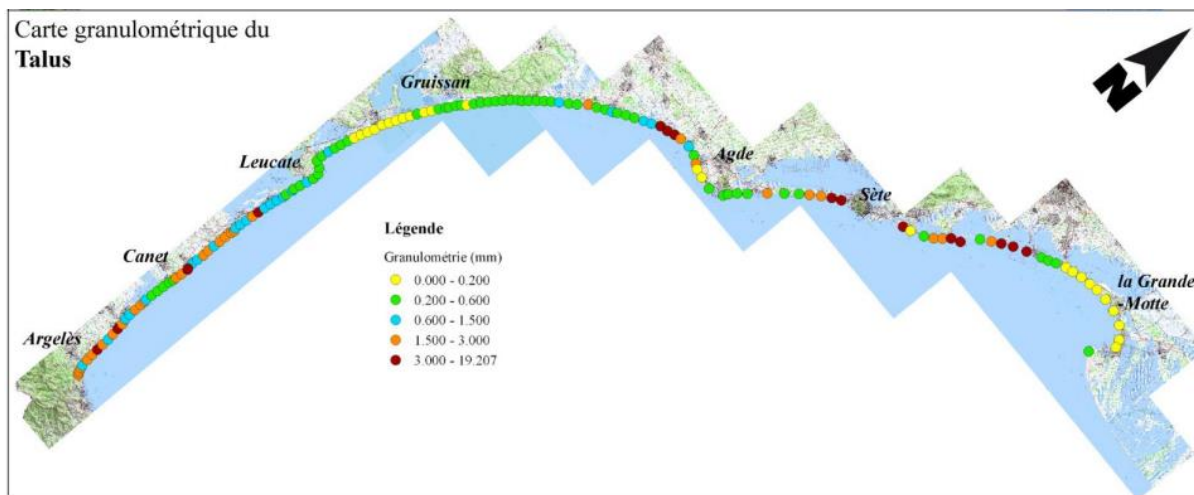 Carte granulométrique du
Talus
N
Gruissan
Leucate
Agde
Sète
Canet
la Grande
-Motte
Argelès
Légende
Granulométrie (mm)
0.000 - 0.200
0.200 - 0.600
0.600 - 1.500
1.500 - 3.000
3.000 - 19.207